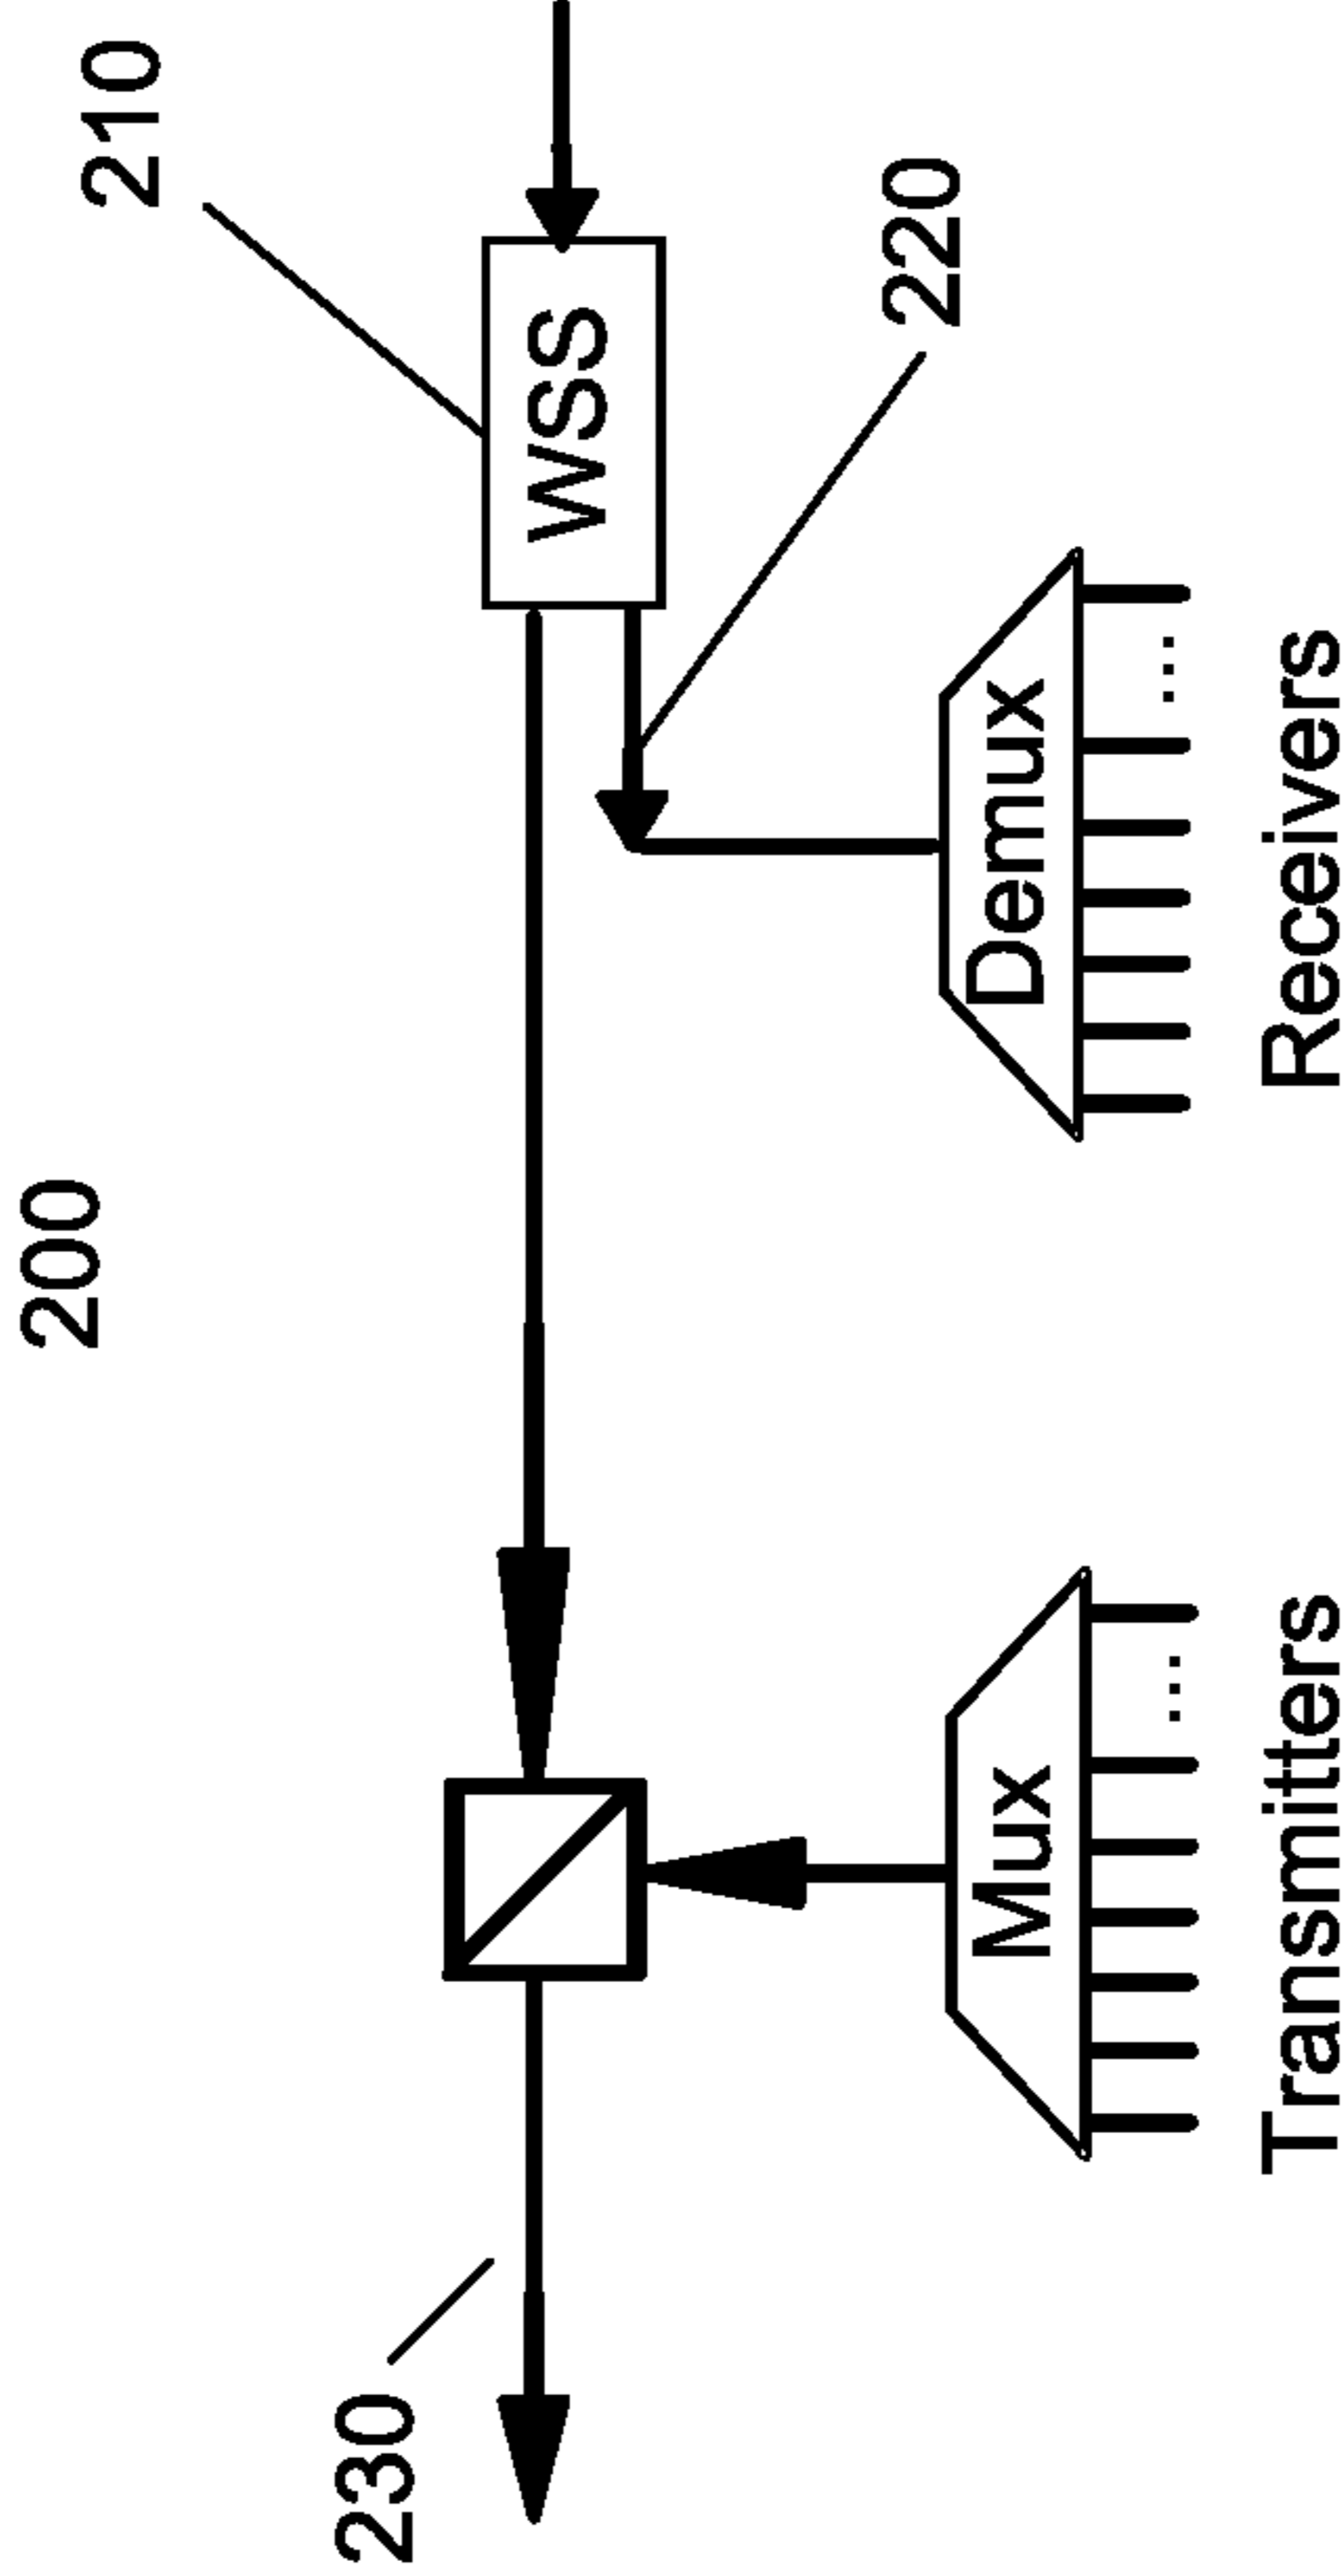 200
230
210
WSS
220
Mux
Demux
...
...
Transmitters
Receivers